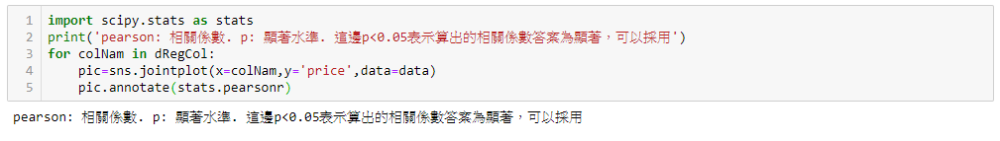 1 import scipy.stats as stats
2 print('pearson: 相關係數. p: 顯著水準. 這邊p<0.05表示算出的相關係數答案為顯著，可以採用')
3 for colNam in dRegCol:
4     pic=sns.jointplot(x=colNam,y='price',data=data)
5     pic.annotate(stats.pearsonr)
pearson: 相關係數. p: 顯著水準. 這邊p<0.05表示算出的相關係數答案為顯著，可以採用